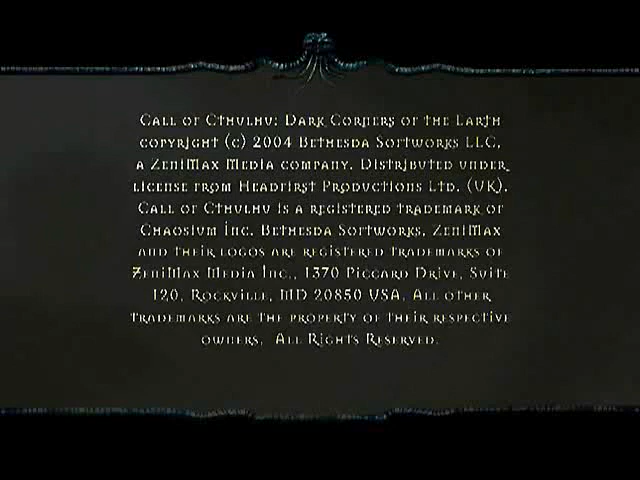 Call of Cthulhu: Dark Corners of the Earth
copyright (c) 2004 Bethesda Softworks LLC,
a ZeniMax Media company. Distributed under
license from Headfirst Productions Ltd. (UK).
Call of Cthulhu is a registered trademark of
Chaosium Inc. Bethesda Softworks, ZeniMax
and their logos are registered trademarks of
ZeniMax Media Inc., 1370 Piccard Drive, Suite
120, Rockville, MD 20850 USA. All other
trademarks are the property of their respective
owners. All Rights Reserved.